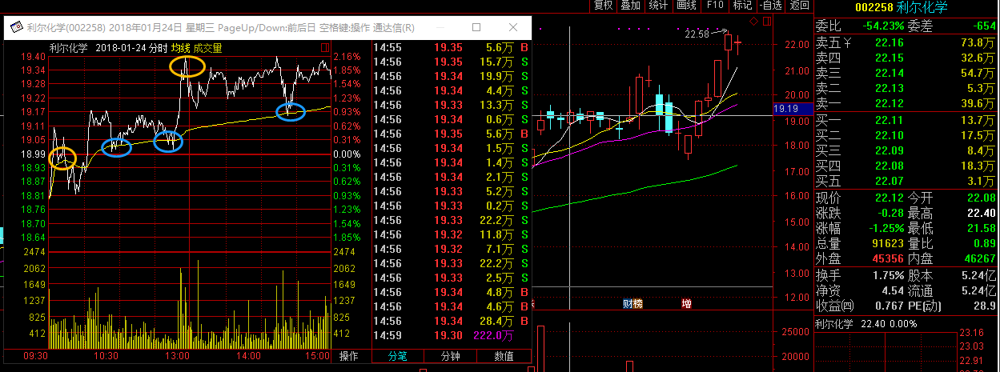 复权 叠加 统计 画线 F10 标记 -自选 返回
利尔化学(002258) 2018年01月24日 星期三 PageUp/Down:前后日 空格键:操作 通达信(R)
利尔化学 2018-01-24 分时 均线 成交量
19.40 2.16%
19.34 1.85%
19.28 1.54%
19.22 1.23%
19.17 0.93%
19.11 0.62%
19.05 0.31%
18.99 0.00%
18.93 0.31%
18.87 0.62%
18.81 0.93%
18.76 1.23%
18.70 1.54%
18.64 1.85%
2474 2474
2062 2062
1649 1649
1237 1237
825 825
412 412
09:30 10:30 13:00 14:00 15:00 操作
14:55 19.35 5.6万 B
14:56 19.35 15.7万 S
14:56 19.34 19.9万 S
14:56 19.34 4.4万 S
14:56 19.33 13.3万 S
14:56 19.34 0.6万 S
14:56 19.35 5.6万 B
14:56 19.34 1.5万 S
14:56 19.34 1.4万 S
14:56 19.34 2.1万 S
14:56 19.33 5.2万 S
14:56 19.33 0.2万 S
14:56 19.33 22.2万 S
14:56 19.32 11.8万 S
14:56 19.32 7.1万 S
14:56 19.33 22.2万 S
14:56 19.33 2.5万 S
14:56 19.34 4.8万 B
14:56 19.34 4.6万 B
14:56 19.34 28.4万 B
14:59 19.30 222.0万
分笔 分钟 数值
22.58
财榜 增
22.00
21.00
20.00
19.19
19.00
18.00
17.00
16.00
15.00
14.00
13.00
12.00
25000
20000
002258 利尔化学
委比 -54.23% 委差 -654
卖五 ¥ 22.16 73.8万
卖四 22.15 32.6万
卖三 22.14 54.7万
卖二 22.13 5.3万
卖一 22.12 39.6万
买一 22.11 13.7万
买二 22.10 17.5万
买三 22.09 8.4万
买四 22.08 18.3万
买五 22.07 3.1万
现价 22.12 今开 22.08
涨跌 -0.28 最高 22.40
涨幅 -1.25% 最低 21.58
总量 91623 量比 0.89
外盘 45356 内盘 46267
换手 1.75% 股本 5.24亿
净资 4.54 流通 5.24亿
收益㈣ 0.767 PE(动) 28.9
利尔化学 22.40 0.00%
23.16
23.03
22.91